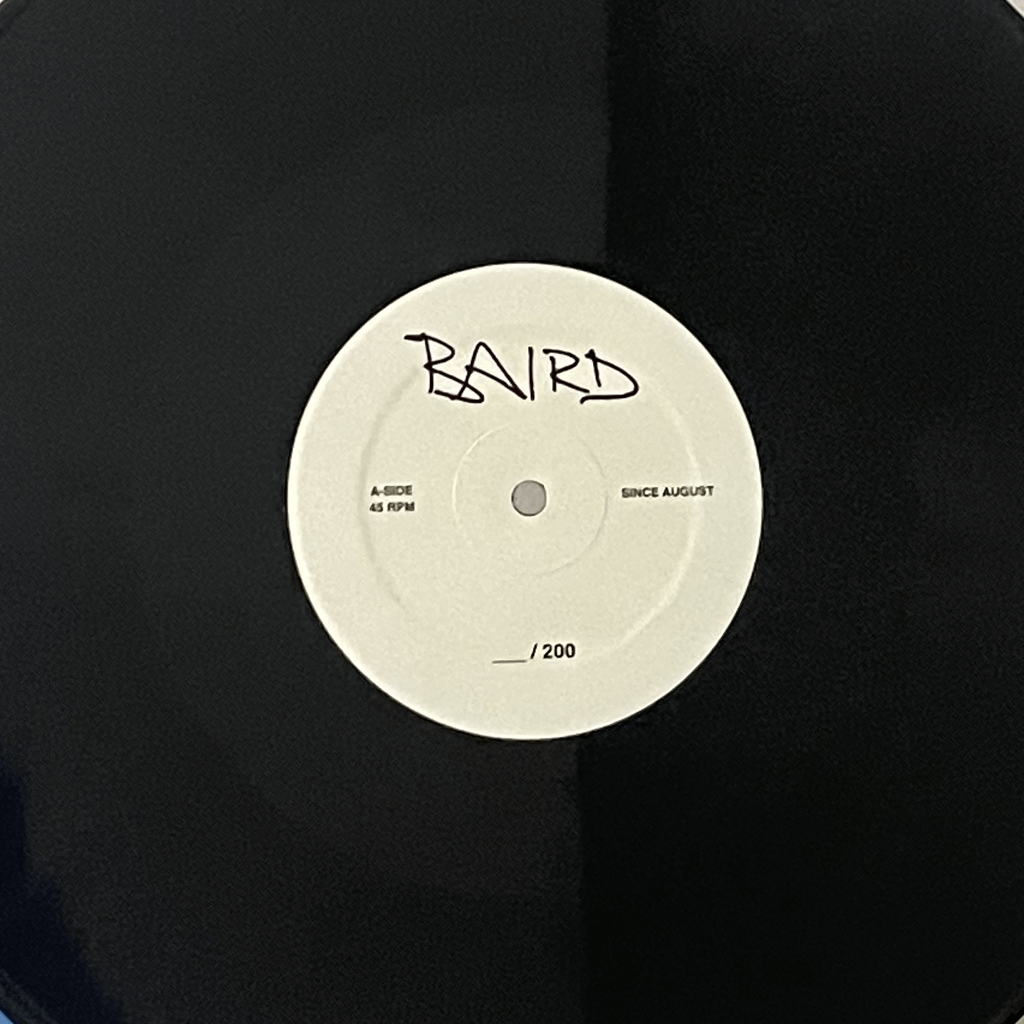 BAIRD
A-SIDE
45 RPM
SINCE AUGUST
___ / 200